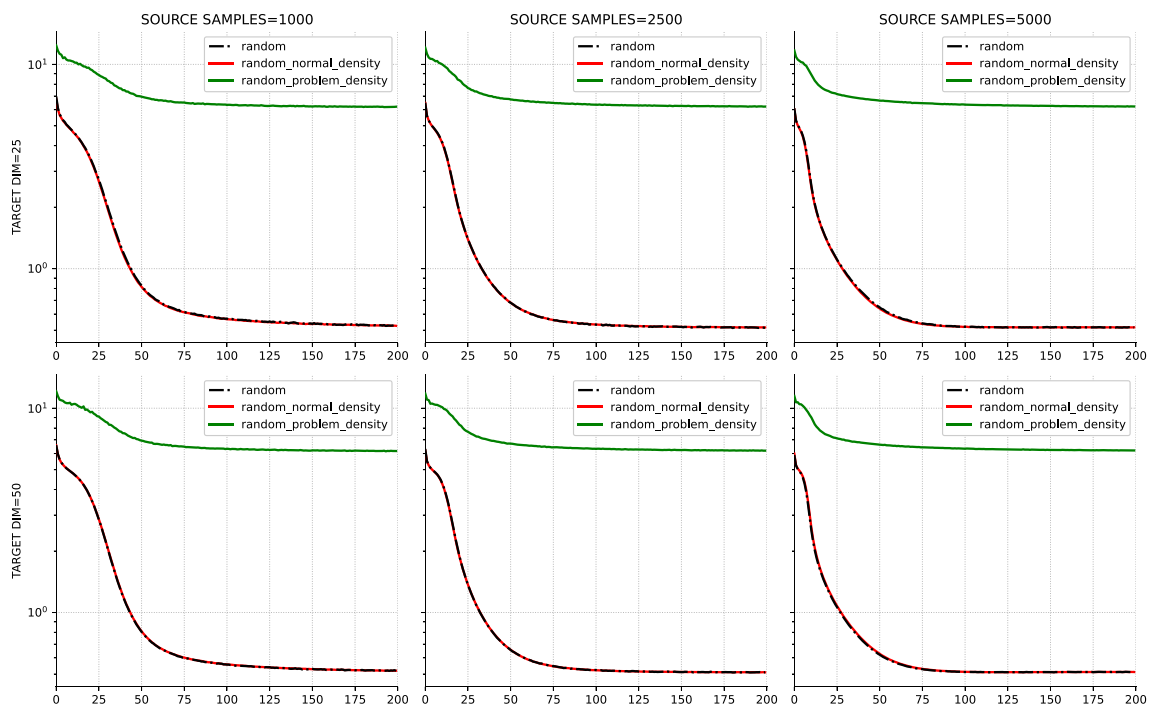 SOURCE SAMPLES=1000
SOURCE SAMPLES=2500
SOURCE SAMPLES=5000
TARGET DIM=25
10¹
10⁰
random
random_normal_density
random_problem_density
0 25 50 75 100 125 150 175 200
random
random_normal_density
random_problem_density
0 25 50 75 100 125 150 175 200
random
random_normal_density
random_problem_density
0 25 50 75 100 125 150 175 200
TARGET DIM=50
10¹
10⁰
random
random_normal_density
random_problem_density
0 25 50 75 100 125 150 175 200
random
random_normal_density
random_problem_density
0 25 50 75 100 125 150 175 200
random
random_normal_density
random_problem_density
0 25 50 75 100 125 150 175 200